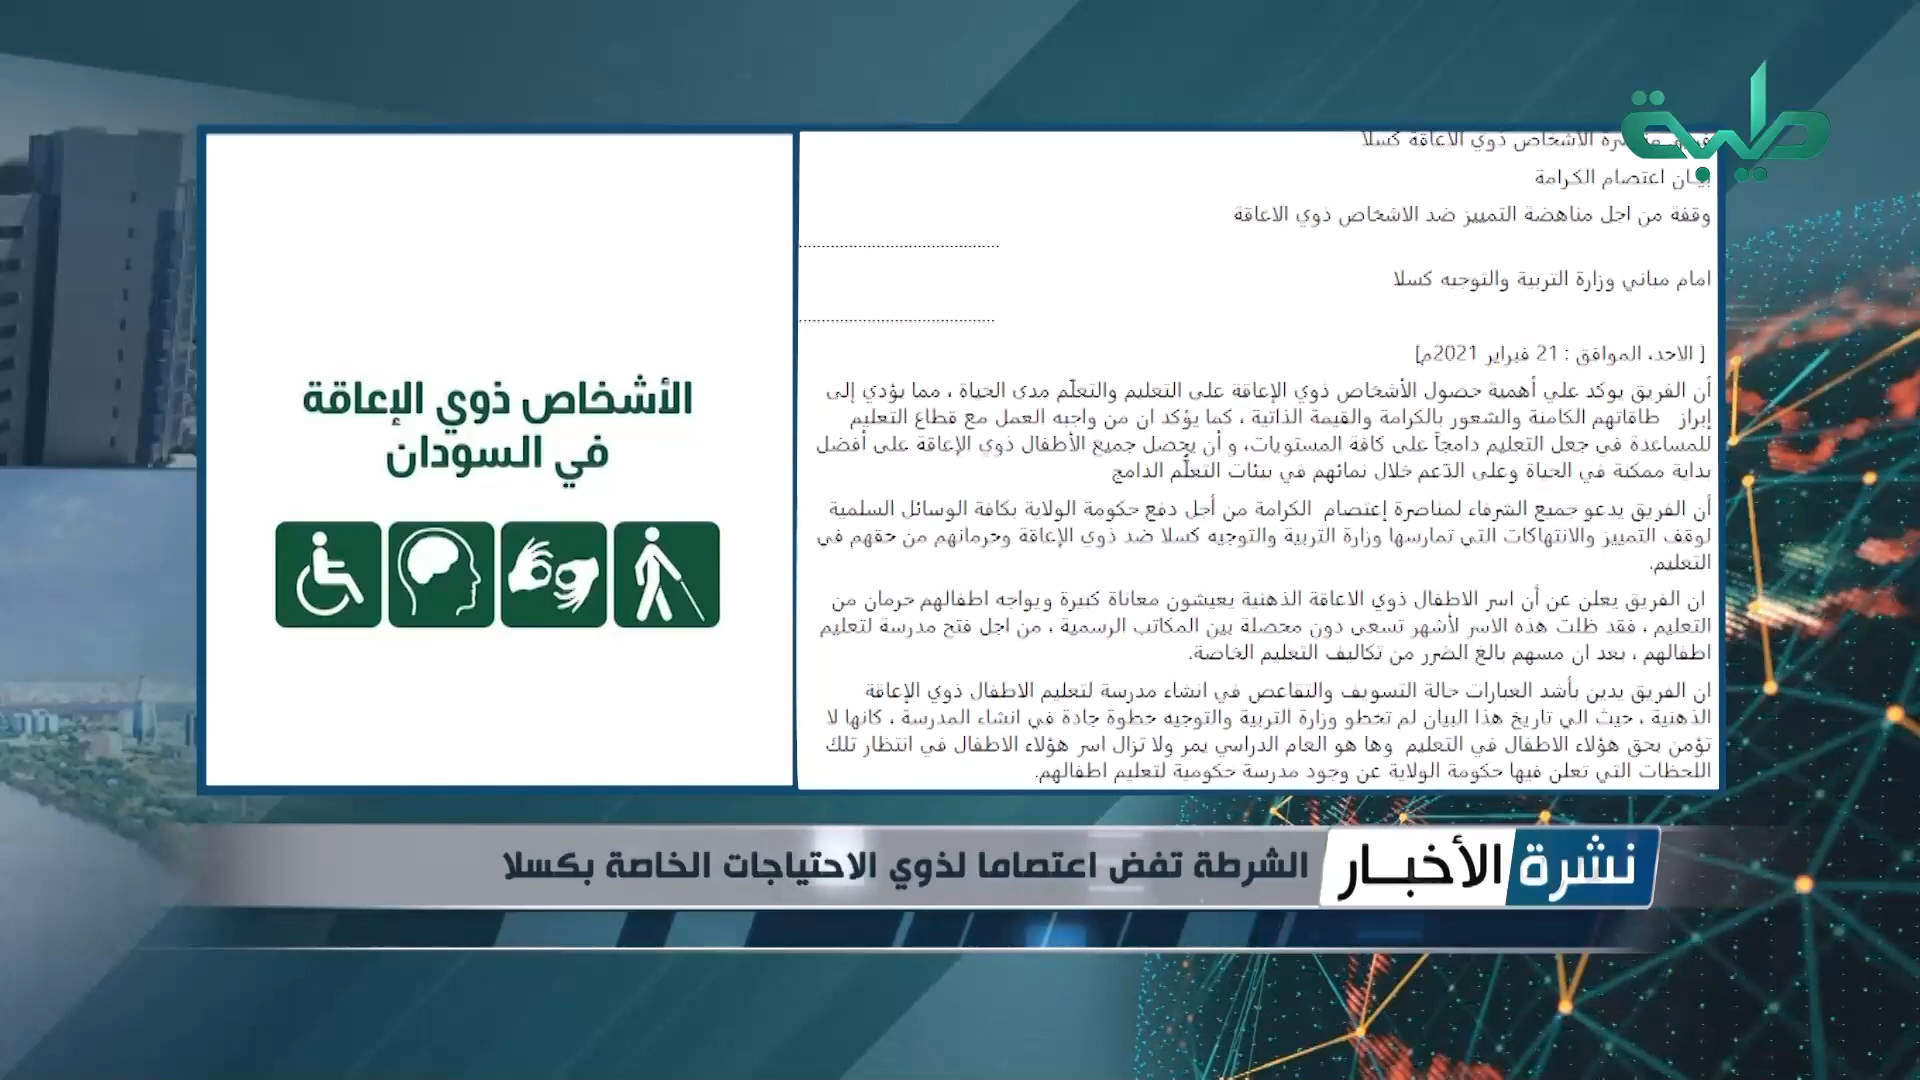 طيبة
الأشخاص ذوي الإعاقة
في السودان
الاشخاص ذوي الاعاقة كسلا
بيان اعتصام الكرامة
وقفة من اجل مناهضة التمييز ضد الاشخاص ذوي الاعاقة
امام مباني وزارة التربية والتوجيه كسلا
[ الاحد، الموافق : 21 فبراير 2021م]
أن الفريق يوكد علي أهمية حصول الأشخاص ذوي الإعاقة على التعليم والتعلّم مدى الحياة ، مما يؤدي إلى
إبراز طاقاتهم الكامنة والشعور بالكرامة والقيمة الذاتية ، كما يؤكد ان من واجبه العمل مع قطاع التعليم
للمساعدة في جعل التعليم دامجاً على كافة المستويات، و أن يحصل جميع الأطفال ذوي الإعاقة على أفضل
بداية ممكنة في الحياة وعلى الدّعم خلال نمائهم في بيئات التعلُّم الدامج
أن الفريق يدعو جميع الشرفاء لمناصرة إعتصام الكرامة من أجل دفع حكومة الولاية بكافة الوسائل السلمية
لوقف التمييز والانتهاكات التي تمارسها وزارة التربية والتوجيه كسلا ضد ذوي الإعاقة وحرمانهم من حقهم في
التعليم.
ان الفريق يعلن عن أن اسر الاطفال ذوي الاعاقة الذهنية يعيشون معاناة كبيرة ويواجه اطفالهم حرمان من
التعليم ، فقد ظلت هذه الاسر لأشهر تسعى دون محصلة بين المكاتب الرسمية ، من اجل فتح مدرسة لتعليم
اطفالهم ، بعد ان مسهم بالغ الضرر من تكاليف التعليم الخاصة.
ان الفريق يدين بأشد العبارات حالة التسويف والتقاعص في انشاء مدرسة لتعليم الاطفال ذوي الإعاقة
الذهنية ، حيث الي تاريخ هذا البيان لم تخطو وزارة التربية والتوجيه خطوة جادة في انشاء المدرسة ، كانها لا
تؤمن بحق هؤلاء الاطفال في التعليم وها هو العام الدراسي يمر ولا تزال اسر هؤلاء الاطفال في انتظار تلك
اللحظات التي تعلن فيها حكومة الولاية عن وجود مدرسة حكومية لتعليم اطفالهم.
نشرة الأخبار
الشرطة تفض اعتصاما لذوي الاحتياجات الخاصة بكسلا